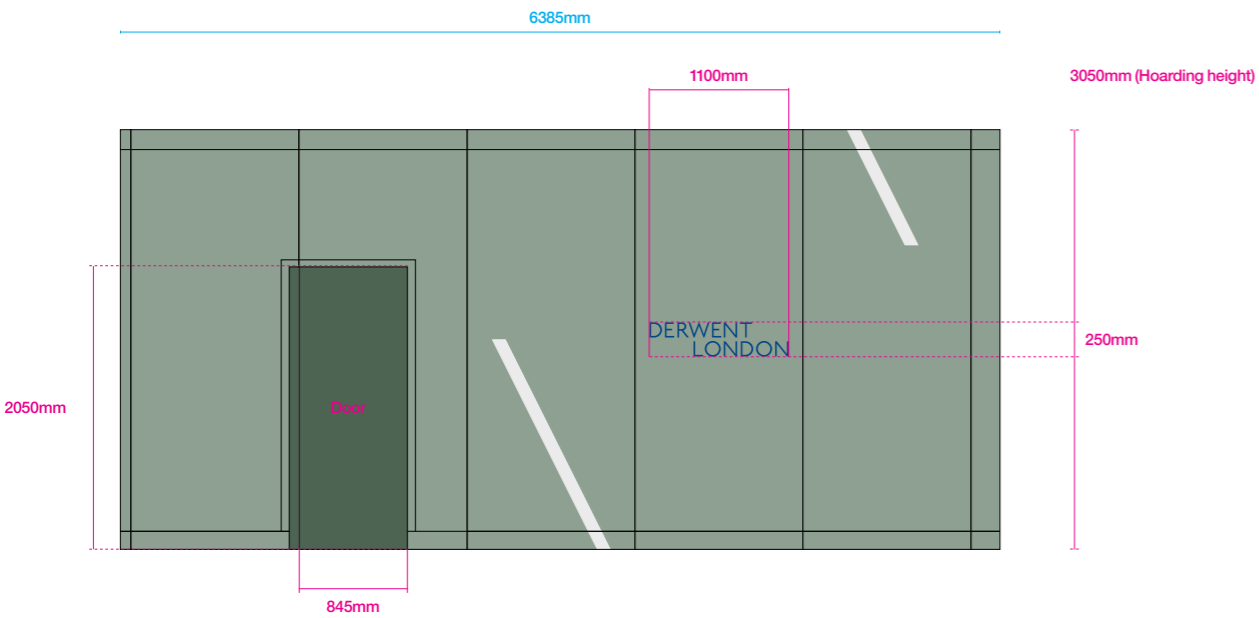 6385mm
1100mm
3050mm (Hoarding height)
DERWENT
LONDON
250mm
2050mm
Door
845mm